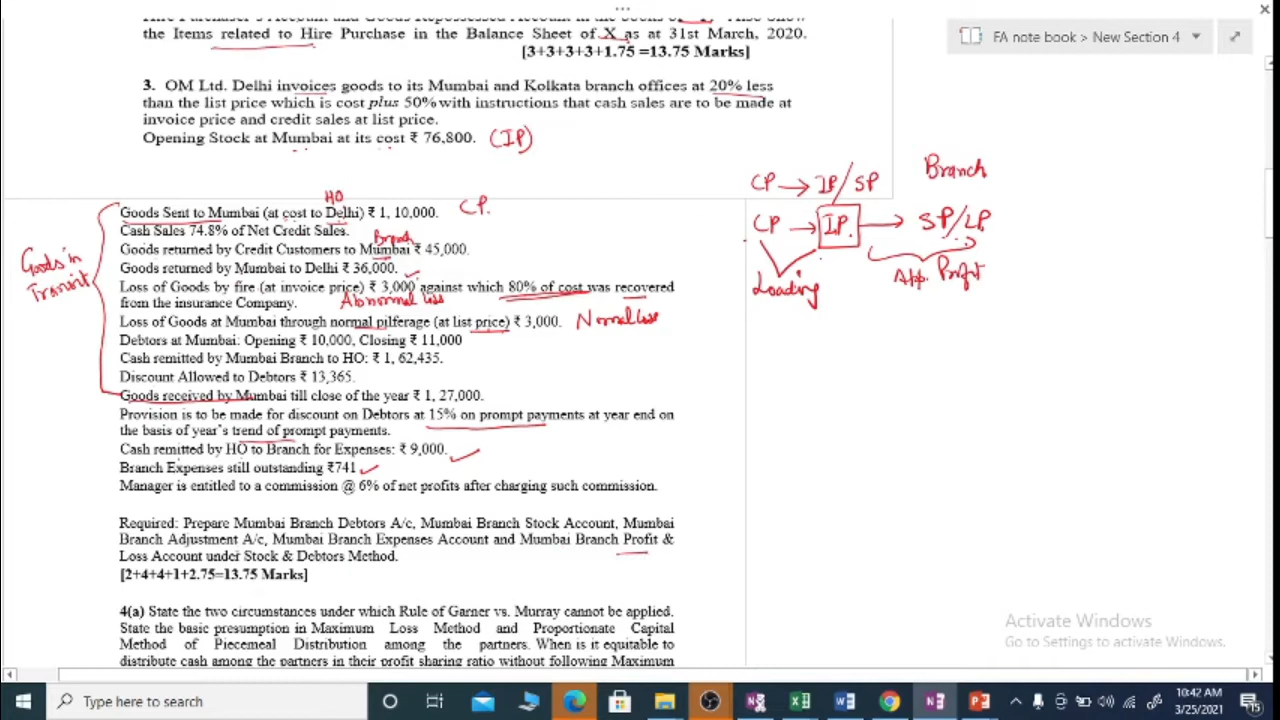 Hire Purchaser's Account and Goods Repossessed Account in the books of Also Show
the Items related to Hire Purchase in the Balance Sheet of X as at 31st March, 2020.
[3+3+3+3+1.75 =13.75 Marks]
FA note book > New Section 4
3. OM Ltd. Delhi invoices goods to its Mumbai and Kolkata branch offices at 20% less
than the list price which is cost plus 50% with instructions that cash sales are to be made at
invoice price and credit sales at list price.
Opening Stock at Mumbai at its cost ₹ 76,800. (IP)
Branch
CP → IP/SP
CP → IP. → SP/LP
Loading
App. Profit
HO
Goods Sent to Mumbai (at cost to Delhi) ₹ 1, 10,000. CP.
Cash Sales 74.8% of Net Credit Sales.
Branch
Goods returned by Credit Customers to Mumbai ₹ 45,000.
Goods in
Transit
Goods returned by Mumbai to Delhi ₹ 36,000.
Loss of Goods by fire (at invoice price) ₹ 3,000 against which 80% of cost was recovered
from the insurance Company. Abnormal loss
Loss of Goods at Mumbai through normal pilferage (at list price) ₹ 3,000. Normal loss
Debtors at Mumbai: Opening ₹ 10,000, Closing ₹ 11,000
Cash remitted by Mumbai Branch to HO: ₹ 1, 62,435.
Discount Allowed to Debtors ₹ 13,365.
Goods received by Mumbai till close of the year ₹ 1, 27,000.
Provision is to be made for discount on Debtors at 15% on prompt payments at year end on
the basis of year's trend of prompt payments.
Cash remitted by HO to Branch for Expenses: ₹ 9,000.
Branch Expenses still outstanding ₹741
Manager is entitled to a commission @ 6% of net profits after charging such commission.
Required: Prepare Mumbai Branch Debtors A/c, Mumbai Branch Stock Account, Mumbai
Branch Adjustment A/c, Mumbai Branch Expenses Account and Mumbai Branch Profit &
Loss Account under Stock & Debtors Method.
[2+4+4+1+2.75=13.75 Marks]
4(a) State the two circumstances under which Rule of Garner vs. Murray cannot be applied.
State the basic presumption in Maximum Loss Method and Proportionate Capital
Method of Piecemeal Distribution among the partners. When is it equitable to
distribute cash among the partners in their profit sharing ratio without following Maximum
Activate Windows
Go to Settings to activate Windows.
Type here to search
10:42 AM
3/25/2021
15